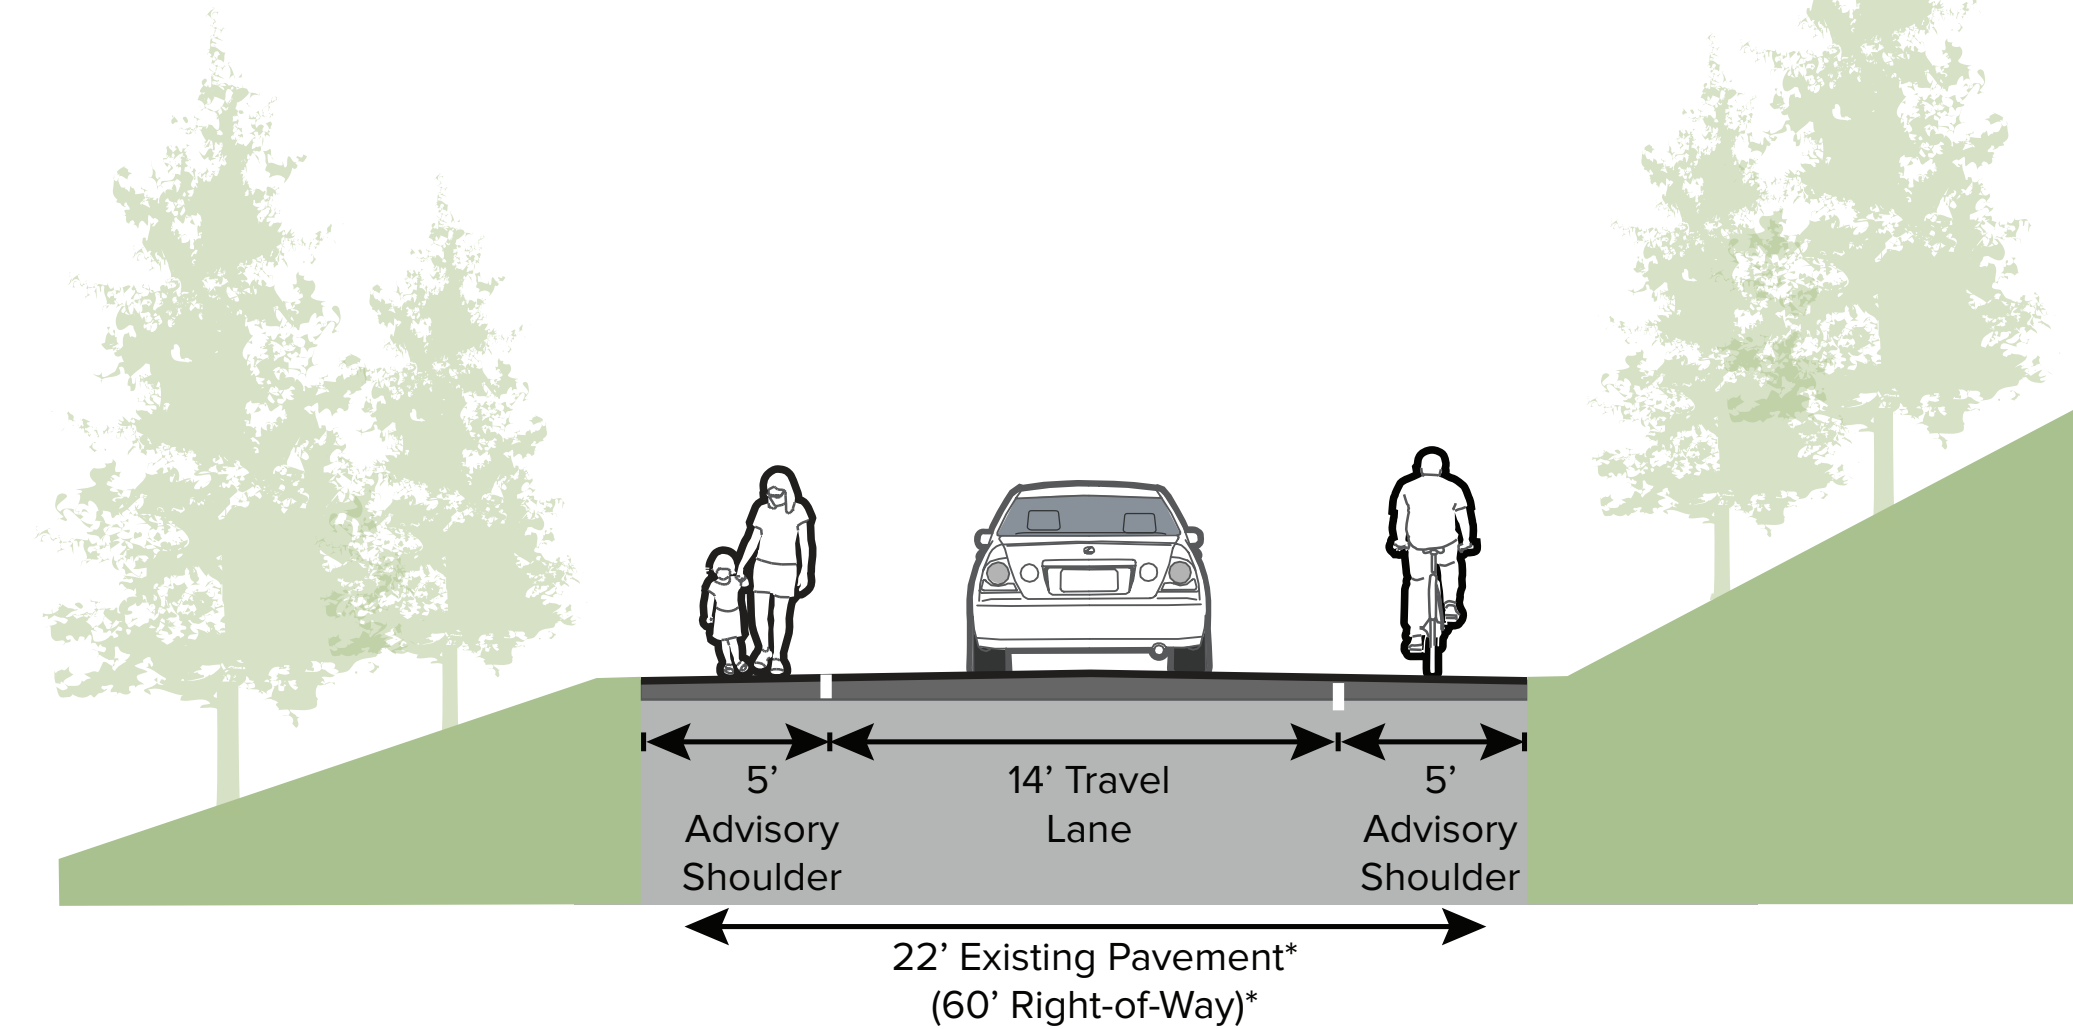 5’
Advisory
Shoulder
14’ Travel
Lane
5’
Advisory
Shoulder
22’ Existing Pavement*
(60’ Right-of-Way)*